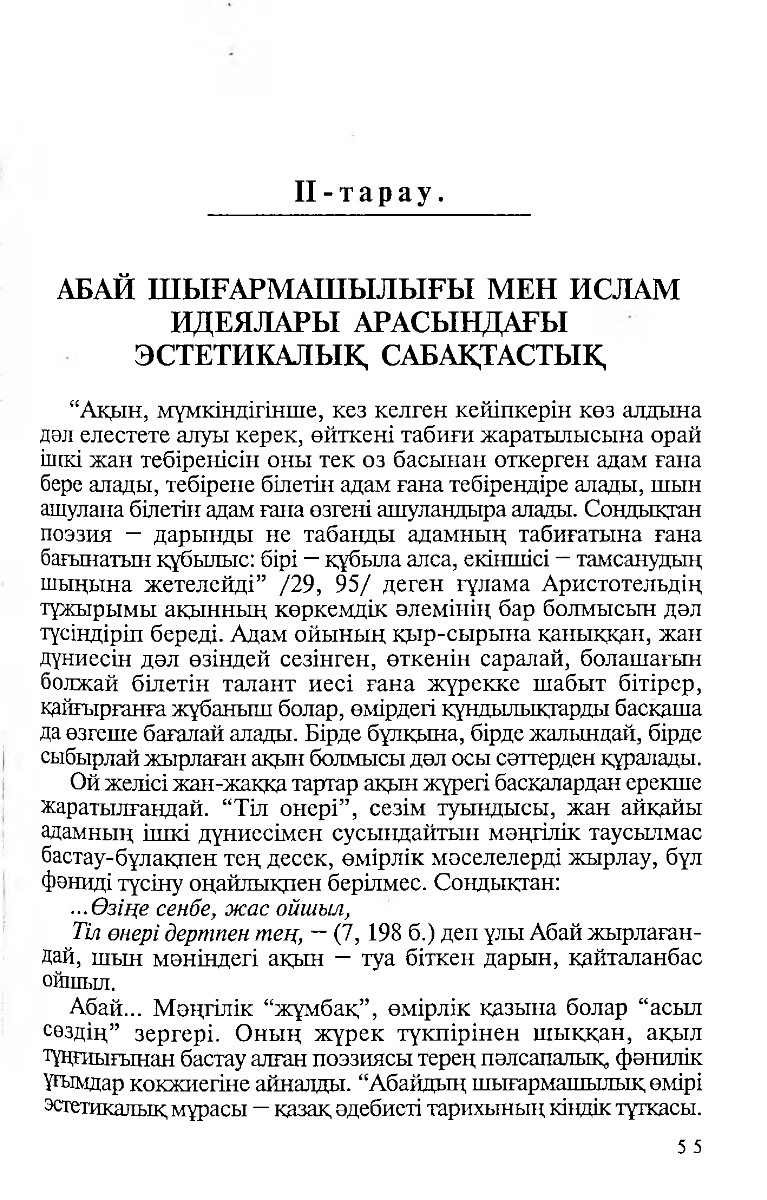 II-тарау.
АБАЙ ШЫҒАРМАШЫЛЫҒЫ МЕН ИСЛАМ
ИДЕЯЛАРЫ АРАСЫНДАҒЫ
ЭСТЕТИКАЛЫҚ САБАҚТАСТЫҚ
“Ақын, мүмкіндігінше, кез келген кейіпкерін көз алдына
дәл елестете алуы керек, өйткені табиғи жаратылысына орай
ішкі жан тебіренісін оны тек оз басынан откерген адам ғана
бере алады, тебірене білетін адам ғана тебірендіре алады, шын
ашулана білетін адам ғана өзгені ашуландыра алады. Сондықтан
поэзия — дарынды не табанды адамның табиғатына ғана
бағынатын құбылыс: бірі — құбыла алса, екіншісі — тамсанудың
шыңына жетелейді” /29, 95/ деген ғұлама Аристотельдің
тұжырымы ақынның көркемдік әлемінің бар болмысын дәл
түсіндіріп береді. Адам ойының қыр-сырына қаныққан, жан
дүниесін дәл өзіндей сезінген, өткенін саралай, болашағын
болжай білетін талант иесі ғана жүрекке шабыт бітірер,
қайғырғанға жұбаныш болар, өмірдегі құндылықтарды басқаша
да өзгеше бағалай алады. Бірде бұлқына, бірде жалындай, бірде
сыбырлай жырлаған ақын болмысы дәл осы сәттерден құралады.
Ой желісі жан-жаққа тартар ақын жүрегі басқалардан ерекше
жаратылғандай. “Тіл онері”, сезім туындысы, жан айқайы
адамның ішкі дүниесімен сусындайтын мәңгілік таусылмас
бастау-бұлақпен тең десек, өмірлік мәселелерді жырлау, бұл
фәниді түсіну оңайлықпен берілмес. Сондықтан:
...Өзіңе сенбе, жас ойшыл,
Тіл өнері дертпен тең, — (7, 198 б.) деп ұлы Абай жырлаған-
дай, шын мәніндегі ақын — туа біткен дарын, қайталанбас
ойшыл.
Абай... Мәңгілік “жұмбақ”, өмірлік қазына болар “асыл
сөздің” зергері. Оның жүрек түкпірінен шыққан, ақыл
тұңғиығынан бастау алған поэзиясы терең пәлсапалық, фәнилік
ұғымдар кокжиегіне айналды. “Абайдың шығармашылық өмірі
эстетикалық мұрасы — қазақ әдебиеті тарихының кіндік тұтқасы.
55